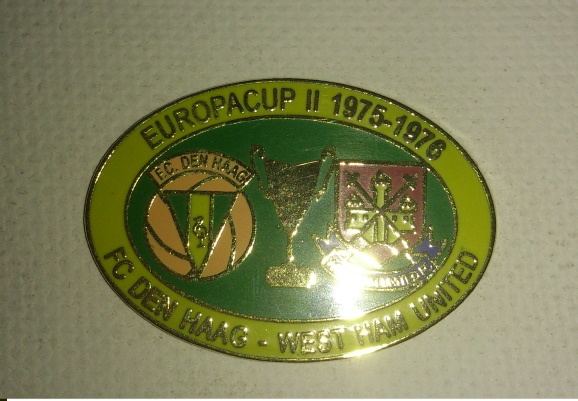 EUROPACUP II 1975-1976
F.C. DEN HAAG
FC DEN HAAG - WEST HAM UNITED